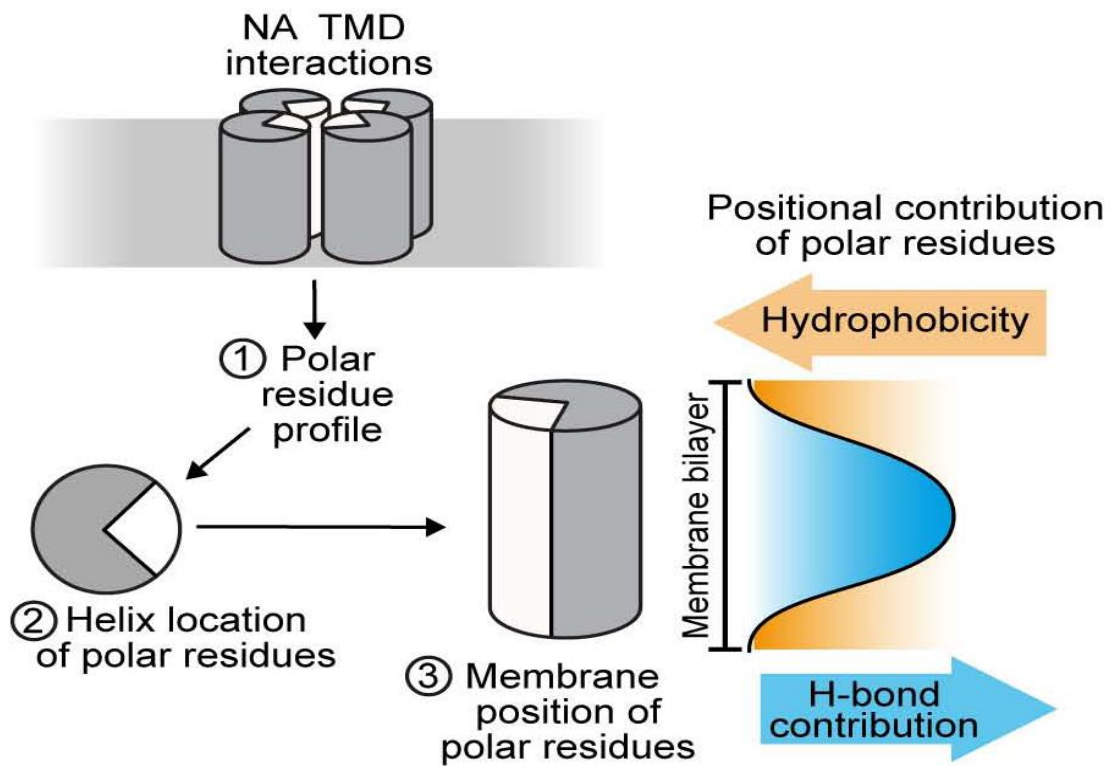 NA TMD
interactions
① Polar
residue
profile
② Helix location
of polar residues
③ Membrane
position of
polar residues
Positional contribution
of polar residues
Hydrophobicity
Membrane bilayer
H-bond
contribution